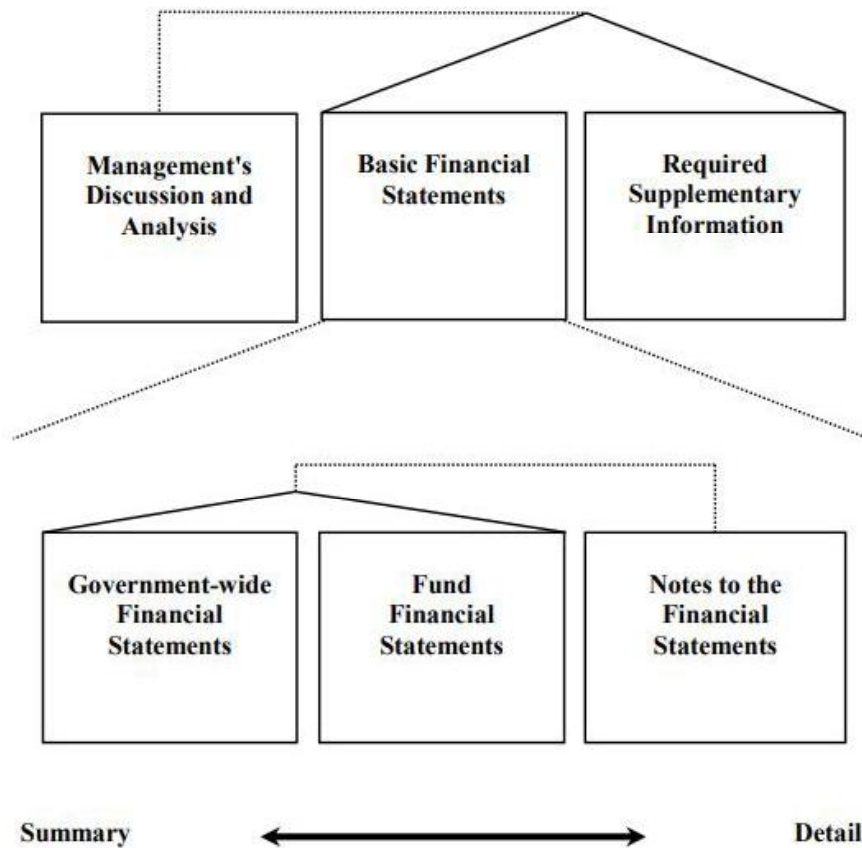 Management's
Discussion and
Analysis
Basic Financial
Statements
Required
Supplementary
Information
Government-wide
Financial
Statements
Fund
Financial
Statements
Notes to the
Financial
Statements
Summary
Detail